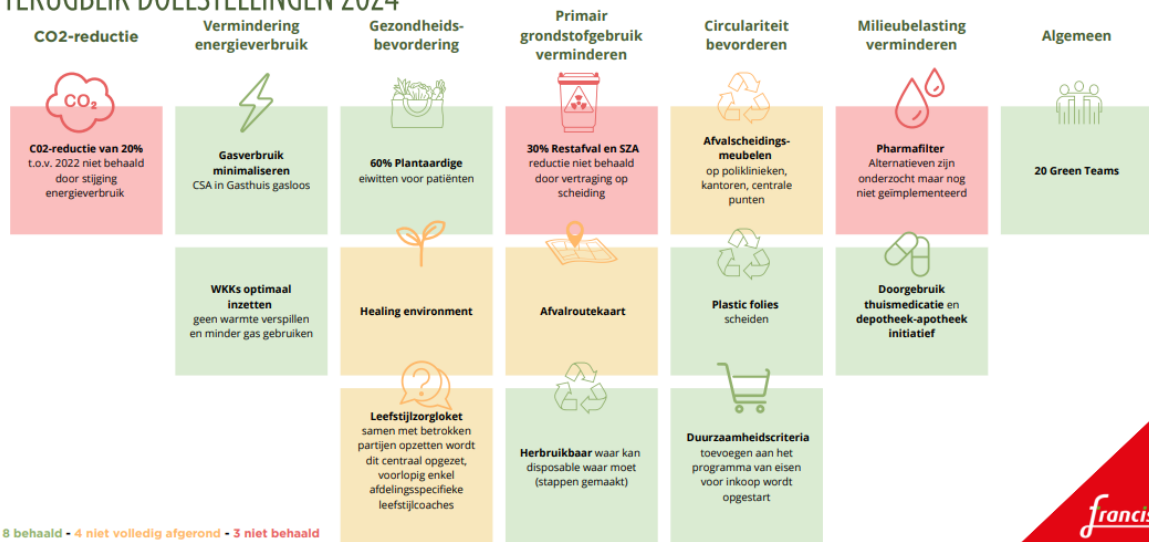 TERUGBLIK DOELSTELLINGEN 2024
CO2-reductie
Vermindering
energieverbruik
Gezondheids-
bevordering
Primair
grondstofgebruik
verminderen
Circulariteit
bevorderen
Milieubelasting
verminderen
Algemeen
CO₂
C02-reductie van 20%
t.o.v. 2022 niet behaald
door stijging
energieverbruik
Gasverbruik
minimaliseren
CSA in Gasthuis gasloos
60% Plantaardige
eiwitten voor patiënten
30% Restafval en SZA
reductie niet behaald
door vertraging op
scheiding
Afvalscheidings-
meubelen
op poliklinieken,
kantoren, centrale
punten
Pharmafilter
Alternatieven zijn
onderzocht maar nog
niet geïmplementeerd
20 Green Teams
WKKs optimaal
inzetten
geen warmte verspillen
en minder gas gebruiken
Healing environment
Afvalroutekaart
Plastic folies
scheiden
Doorgebruik
thuismedicatie en
depotheek-apotheek
initiatief
Leefstijlzorgloket
samen met betrokken
partijen opzetten wordt
dit centraal opgezet,
voorlopig enkel
afdelingsspecifieke
leefstijlcoaches
Herbruikbaar waar kan
disposable waar moet
(stappen gemaakt)
Duurzaamheidscriteria
toevoegen aan het
programma van eisen
voor inkoop wordt
opgestart
8 behaald - 4 niet volledig afgerond - 3 niet behaald
francis